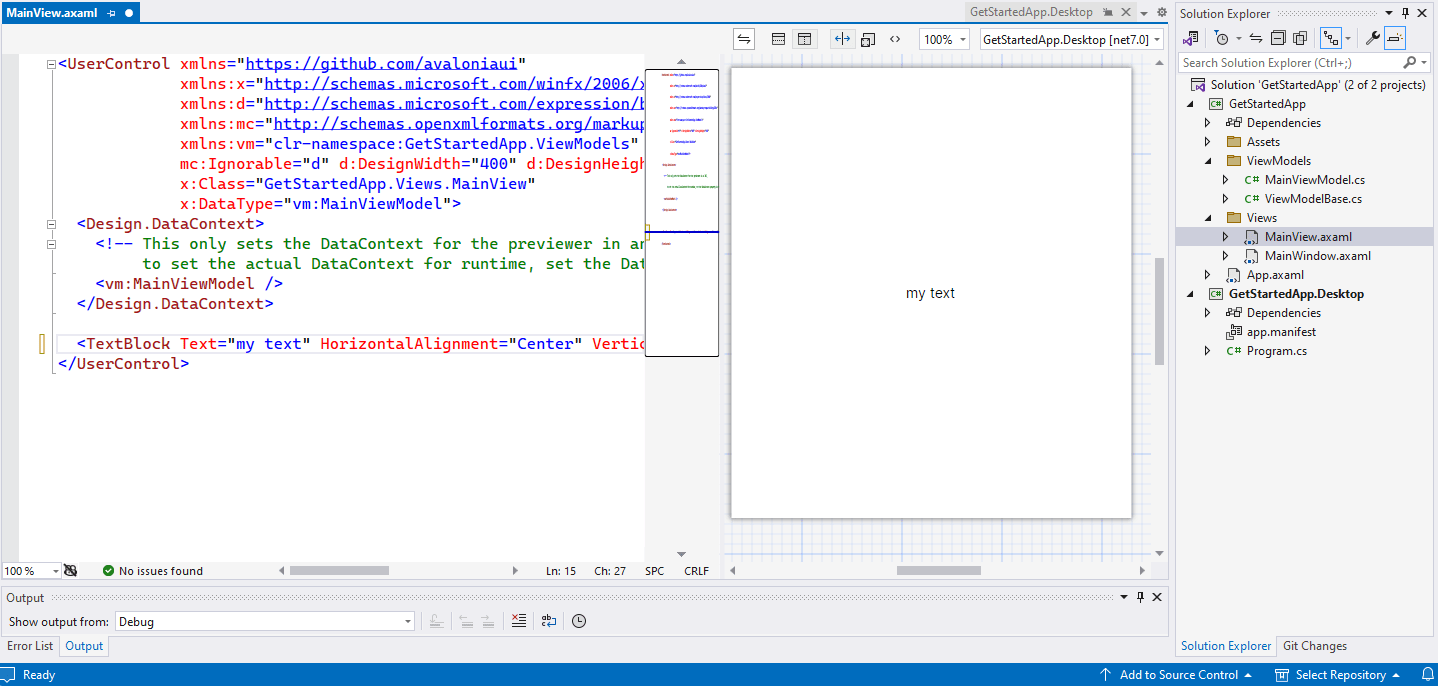 MainView.axaml
GetStartedApp.Desktop
100%
GetStartedApp.Desktop [net7.0]
<UserControl xmlns="https://github.com/avaloniaui"
xmlns:x="http://schemas.microsoft.com/winfx/2006/x
xmlns:d="http://schemas.microsoft.com/expression/b
xmlns:mc="http://schemas.openxmlformats.org/markup
xmlns:vm="clr-namespace:GetStartedApp.ViewModels"
mc:Ignorable="d" d:DesignWidth="400" d:DesignHeigh
x:Class="GetStartedApp.Views.MainView"
x:DataType="vm:MainViewModel">
<Design.DataContext>
<!-- This only sets the DataContext for the previewer in an
to set the actual DataContext for runtime, set the Dat
<vm:MainViewModel />
</Design.DataContext>
<TextBlock Text="my text" HorizontalAlignment="Center" Vertic
</UserControl>
my text
100 %
No issues found
Ln: 15
Ch: 27
SPC
CRLF
Output
Show output from:
Debug
Error List
Output
Solution Explorer
Search Solution Explorer (Ctrl+;)
Solution 'GetStartedApp' (2 of 2 projects)
GetStartedApp
Dependencies
Assets
ViewModels
C# MainViewModel.cs
C# ViewModelBase.cs
Views
MainView.axaml
MainWindow.axaml
App.axaml
GetStartedApp.Desktop
Dependencies
app.manifest
C# Program.cs
Solution Explorer
Git Changes
Ready
Add to Source Control
Select Repository